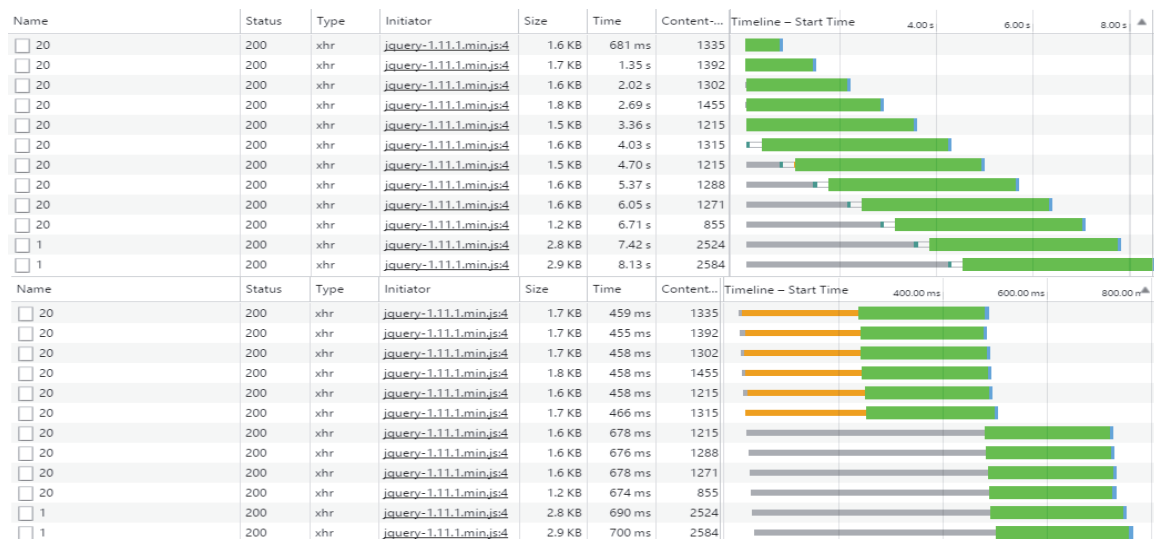 Name Status Type Initiator Size Time Content-... Timeline – Start Time 4.00 s 6.00 s 8.00 s
20 200 xhr jquery-1.11.1.min.js:4 1.6 KB 681 ms 1335
20 200 xhr jquery-1.11.1.min.js:4 1.7 KB 1.35 s 1392
20 200 xhr jquery-1.11.1.min.js:4 1.6 KB 2.02 s 1302
20 200 xhr jquery-1.11.1.min.js:4 1.8 KB 2.69 s 1455
20 200 xhr jquery-1.11.1.min.js:4 1.5 KB 3.36 s 1215
20 200 xhr jquery-1.11.1.min.js:4 1.6 KB 4.03 s 1315
20 200 xhr jquery-1.11.1.min.js:4 1.5 KB 4.70 s 1215
20 200 xhr jquery-1.11.1.min.js:4 1.6 KB 5.37 s 1288
20 200 xhr jquery-1.11.1.min.js:4 1.6 KB 6.05 s 1271
20 200 xhr jquery-1.11.1.min.js:4 1.2 KB 6.71 s 855
1 200 xhr jquery-1.11.1.min.js:4 2.8 KB 7.42 s 2524
1 200 xhr jquery-1.11.1.min.js:4 2.9 KB 8.13 s 2584
Name Status Type Initiator Size Time Content... Timeline – Start Time 400.00 ms 600.00 ms 800.00 m
20 200 xhr jquery-1.11.1.min.js:4 1.7 KB 459 ms 1335
20 200 xhr jquery-1.11.1.min.js:4 1.7 KB 455 ms 1392
20 200 xhr jquery-1.11.1.min.js:4 1.7 KB 458 ms 1302
20 200 xhr jquery-1.11.1.min.js:4 1.8 KB 458 ms 1455
20 200 xhr jquery-1.11.1.min.js:4 1.6 KB 458 ms 1215
20 200 xhr jquery-1.11.1.min.js:4 1.7 KB 466 ms 1315
20 200 xhr jquery-1.11.1.min.js:4 1.6 KB 678 ms 1215
20 200 xhr jquery-1.11.1.min.js:4 1.6 KB 676 ms 1288
20 200 xhr jquery-1.11.1.min.js:4 1.6 KB 678 ms 1271
20 200 xhr jquery-1.11.1.min.js:4 1.2 KB 674 ms 855
1 200 xhr jquery-1.11.1.min.js:4 2.8 KB 690 ms 2524
1 200 xhr jquery-1.11.1.min.js:4 2.9 KB 700 ms 2584